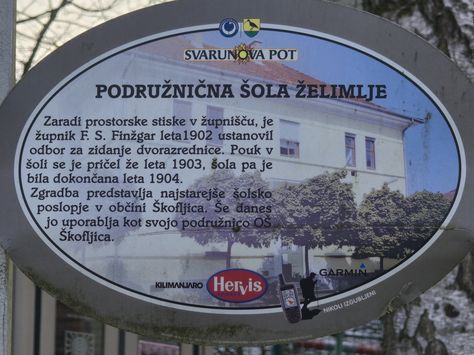 SVARUNOVA POT
PODRUŽNIČNA ŠOLA ŽELIMLJE
Zaradi prostorske stiske v župnišču, je
župnik F. S. Finžgar leta1902 ustanovil
odbor za zidanje dvorazrednice. Pouk v
šoli se je pričel že leta 1903, šola pa je
bila dokončana leta 1904.
Zgradba predstavlja najstarejše šolsko
poslopje v občini Škofljica. Še danes
jo uporablja kot svojo podružnico OŠ
Škofljica.
KILIMANJARO
Hervis
GARMIN
NIKOLI IZGUBLJENI